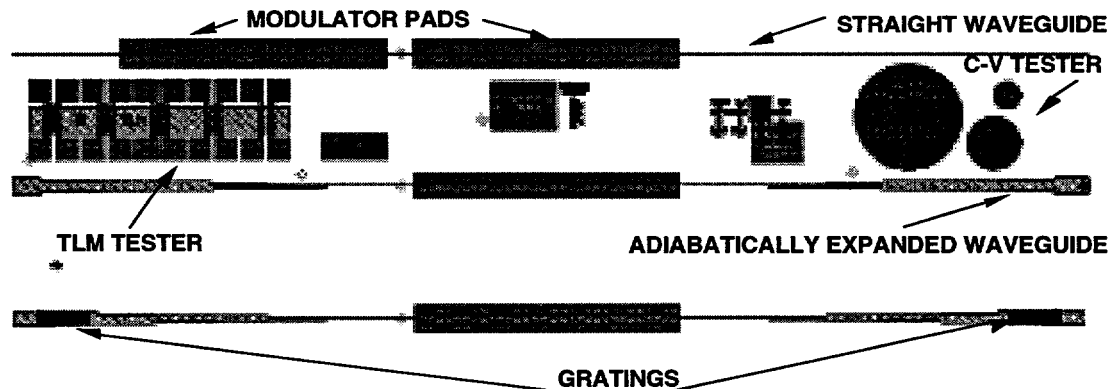 MODULATOR PADS
STRAIGHT WAVEGUIDE
C-V TESTER
TLM TESTER
ADIABATICALLY EXPANDED WAVEGUIDE
GRATINGS